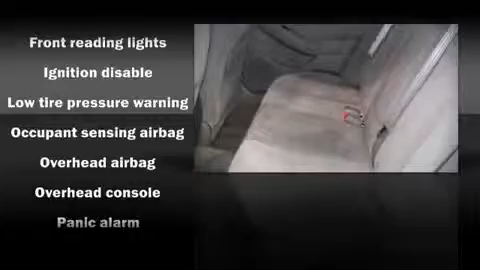 Front reading lights
Ignition disable
Low tire pressure warning
Occupant sensing airbag
Overhead airbag
Overhead console
Panic alarm